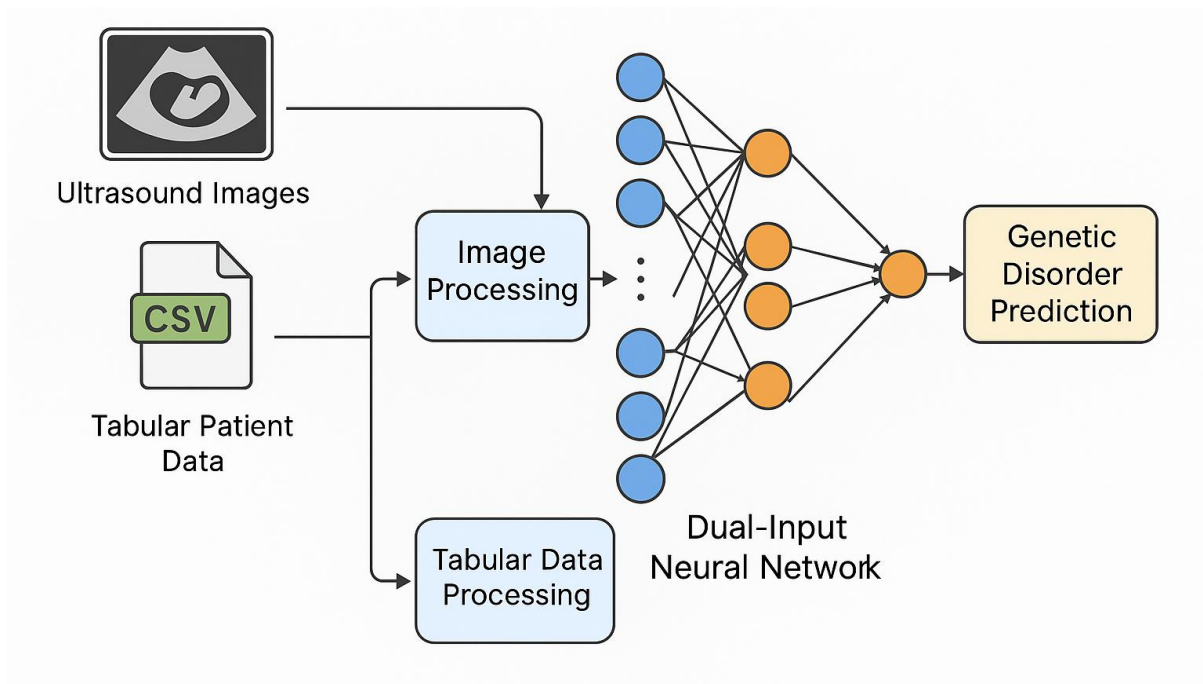 Ultrasound Images
CSV
Tabular Patient
Data
Image
Processing
Tabular Data
Processing
Dual-Input
Neural Network
Genetic
Disorder
Prediction